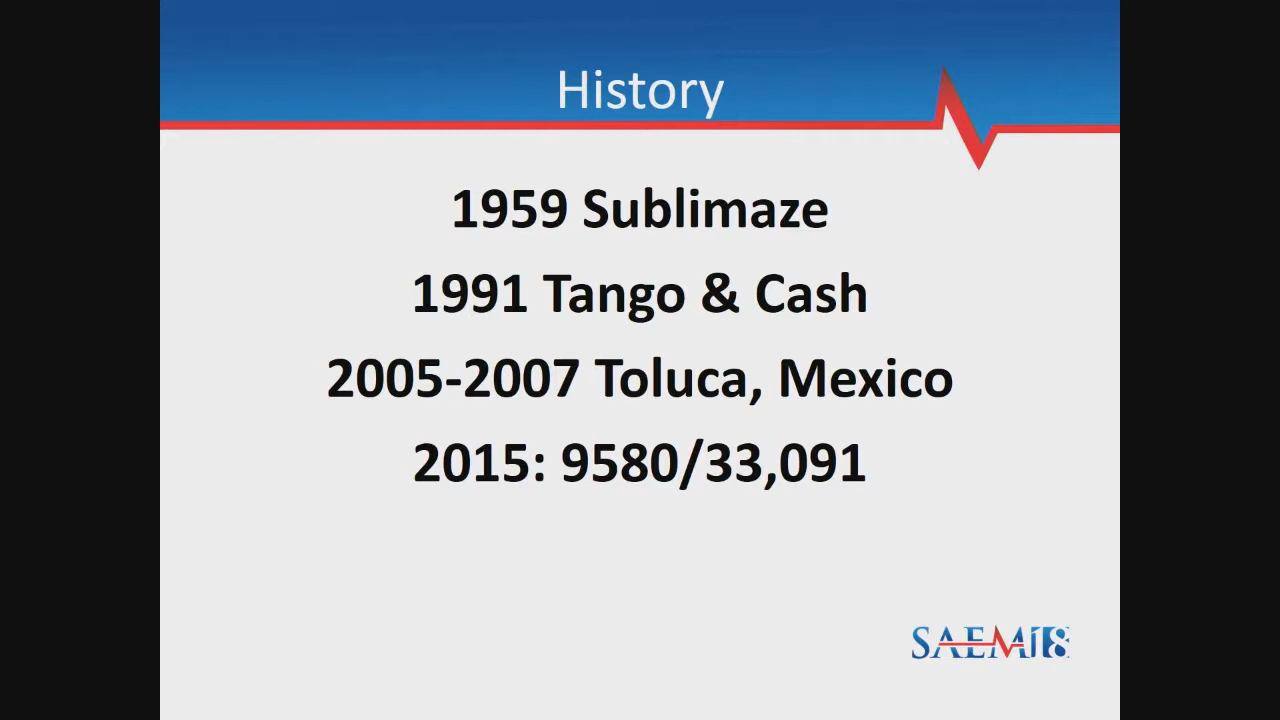 History
1959 Sublimaze
1991 Tango & Cash
2005-2007 Toluca, Mexico
2015: 9580/33,091
SAEM18